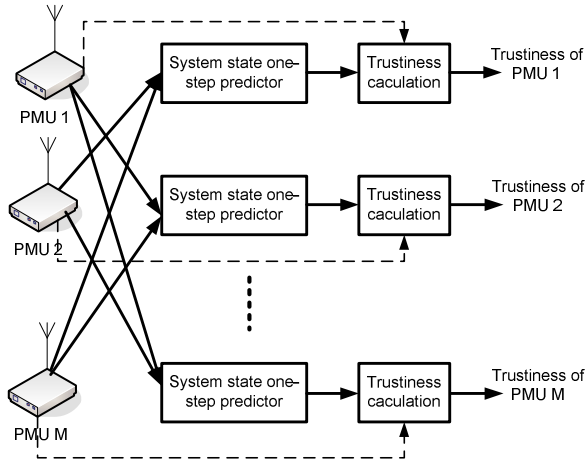 PMU 1
System state one-
step predictor
Trustiness
caculation
Trustiness of
PMU 1
PMU 2
System state one-
step predictor
Trustiness
caculation
Trustiness of
PMU 2
PMU M
System state one-
step predictor
Trustiness
caculation
Trustiness of
PMU M